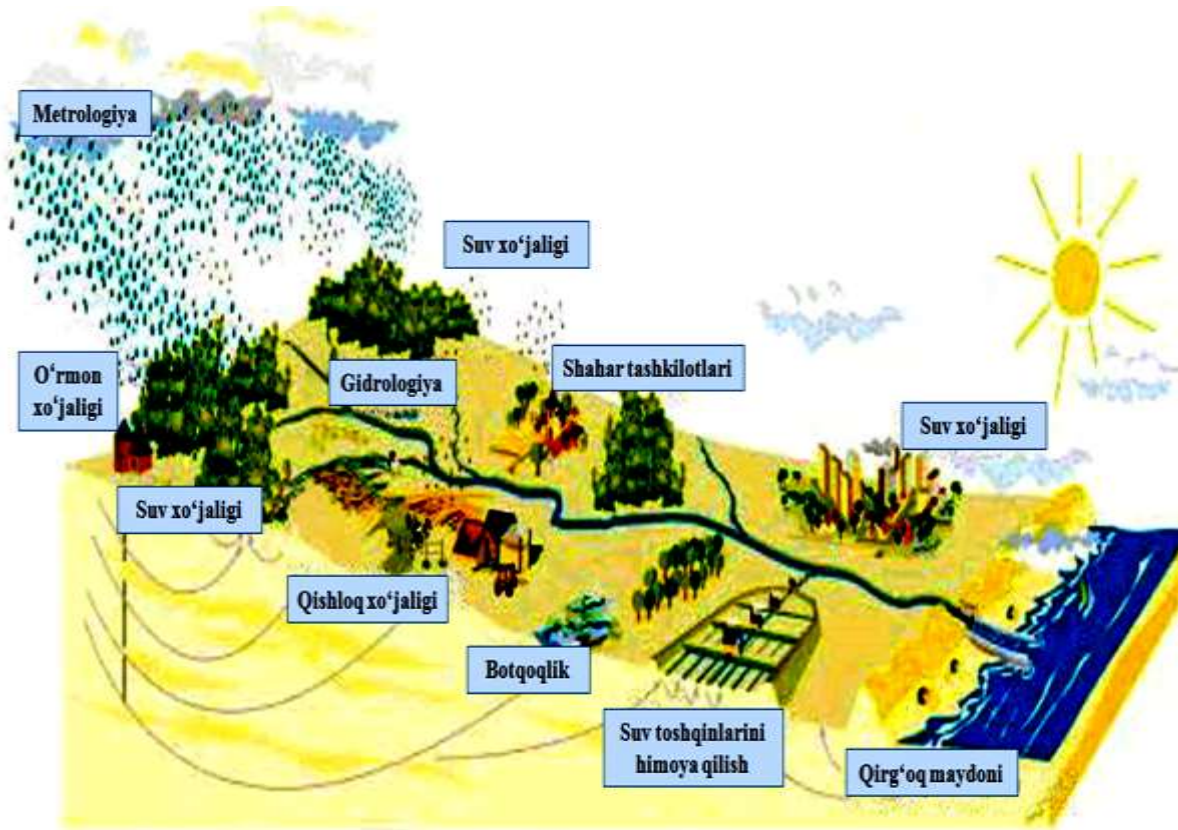 Metrologiya
Suv xo‘jaligi
O‘rmon
xo‘jaligi
Gidrologiya
Shahar tashkilotlari
Suv xo‘jaligi
Suv xo‘jaligi
Qishloq xo‘jaligi
Botqoqlik
Suv toshqinlarini
himoya qilish
Qirg‘oq maydoni